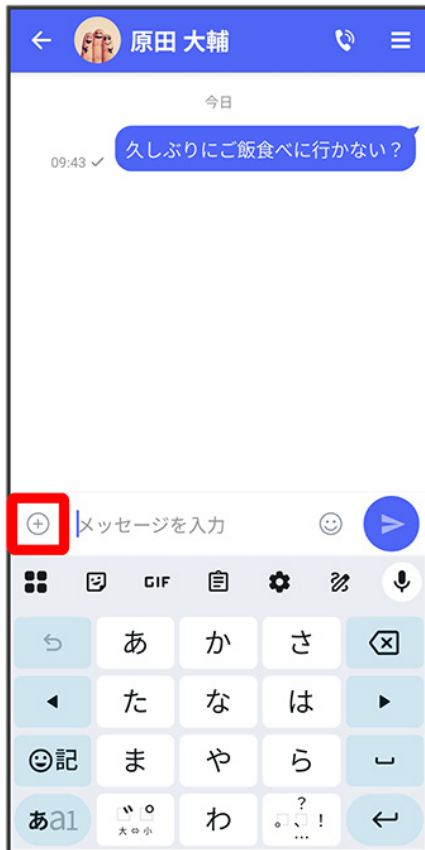 原田 大輔
今日
久しぶりにご飯食べに行かない？
09:43
メッセージを入力
GIF
あ か さ
た な は
記 ま や ら
あa1 大⇔小 わ 。、?!…